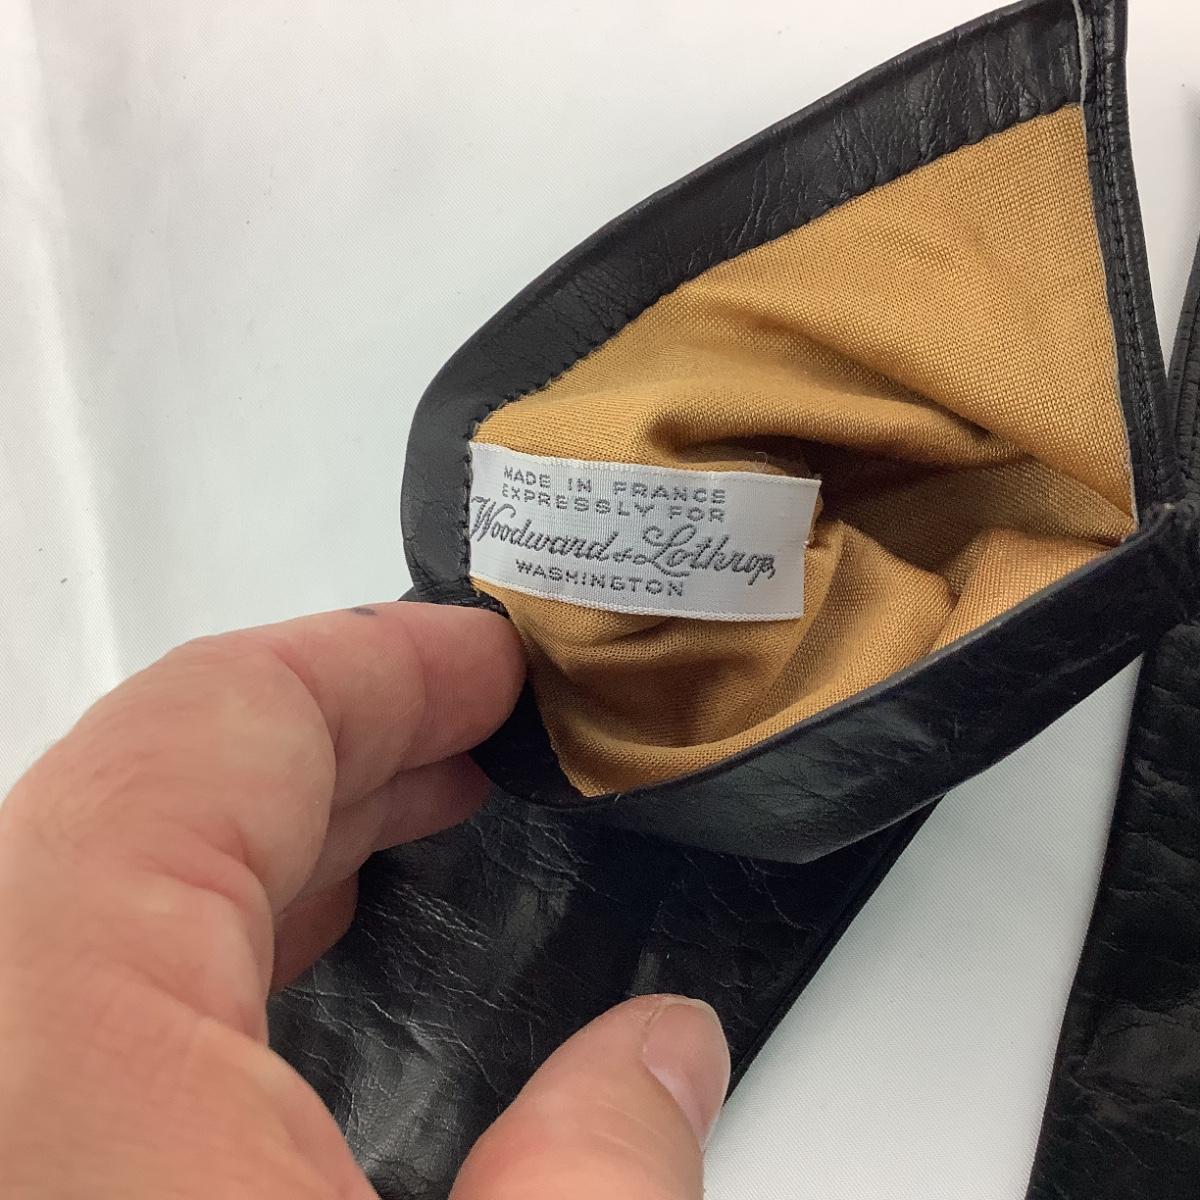 MADE IN FRANCE
EXPRESSLY FOR
Woodward & Lothrop,
WASHINGTON